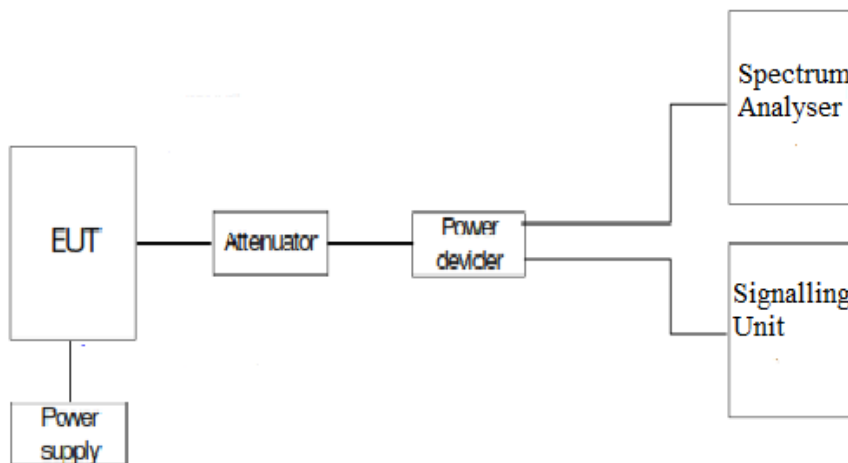 Spectrum
Analyser
EUT
Attenuator
Power
devider
Signalling
Unit
Power
supply